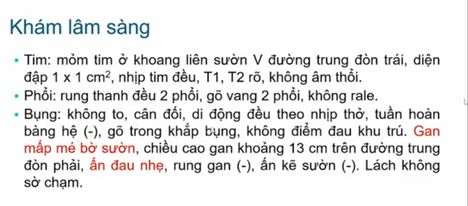 Khám lâm sàng
• Tim: mỏm tim ở khoang liên sườn V đường trung đòn trái, diện
đập 1 x 1 cm², nhịp tim đều, T1, T2 rõ, không âm thổi.
• Phổi: rung thanh đều 2 phổi, gõ vang 2 phổi, không rale.
• Bụng: không to, cân đối, di động đều theo nhịp thở, tuần hoàn
bàng hệ (-), gõ trong khắp bụng, không điểm đau khu trú. Gan
mấp mé bờ sườn, chiều cao gan khoảng 13 cm trên đường trung
đòn phải, ấn đau nhẹ, rung gan (-), ấn kẽ sườn (-). Lách không
sờ chạm.